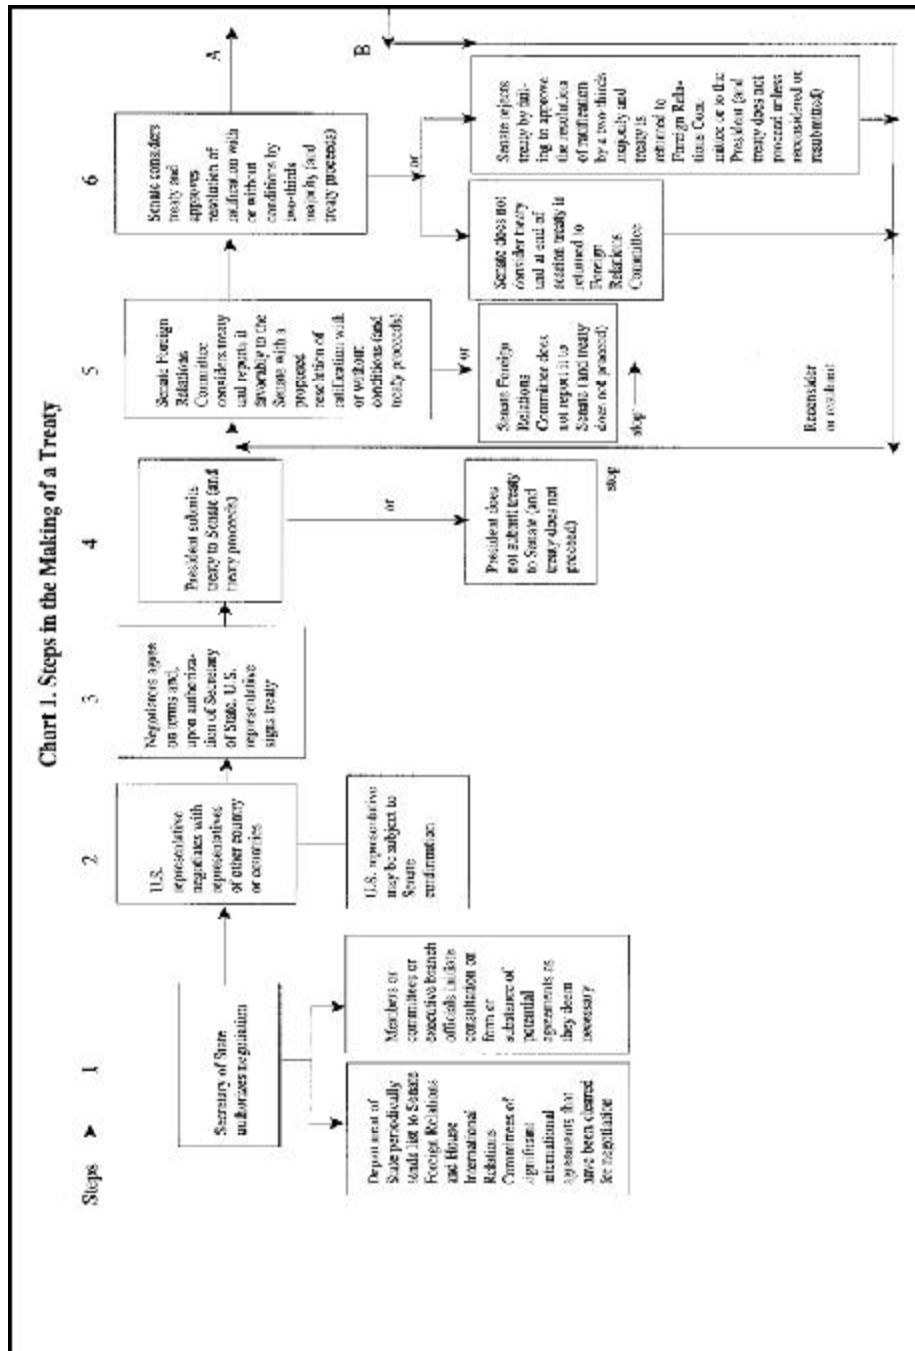 Chart 1. Steps in the Making of a Treaty
Steps
1
2
3
4
5
6
Secretary of State
authorizes negotiation
Department of
State periodically
sends list to Senate
Foreign Relations
and House
International
Relations
Committees of
significant
international
agreements that
have been cleared
for negotiation
Members or
committees or
executive branch
officials initiate
consultation on
form or
substance of
potential
agreements as
they deem
necessary
U.S.
representative
negotiates with
representatives
of other country
or countries
U.S. representative
may be subject to
Senate
confirmation
Negotiators agree
on terms and,
upon authoriza-
tion of Secretary
of State, U.S.
representative
signs treaty
President submits
treaty to Senate (and
treaty proceeds)
or
President does
not submit treaty
to Senate (and
treaty does not
proceed)
stop
Senate Foreign
Relations
Committee
considers treaty
and reports it
favorably to the
Senate with a
proposed
resolution of
ratification with
or without
conditions (and
treaty proceeds)
or
Senate Foreign
Relations
Committee does
not report it to
Senate (and treaty
does not proceed)
stop
Reconsider
or resubmit
Senate considers
treaty and
approves
resolution of
ratification with
or without
conditions by
two-thirds
majority (and
treaty proceeds)
A
or
Senate does not
consider treaty
and at end of
session treaty is
returned to
Foreign
Relations
Committee
Senate rejects
treaty by fail-
ing to approve
the resolution
of ratification
by a two-thirds
majority and
treaty is
returned to
Foreign Rela-
tions Com-
mittee or to the
President (and
treaty does not
proceed unless
reconsidered or
resubmitted)
B